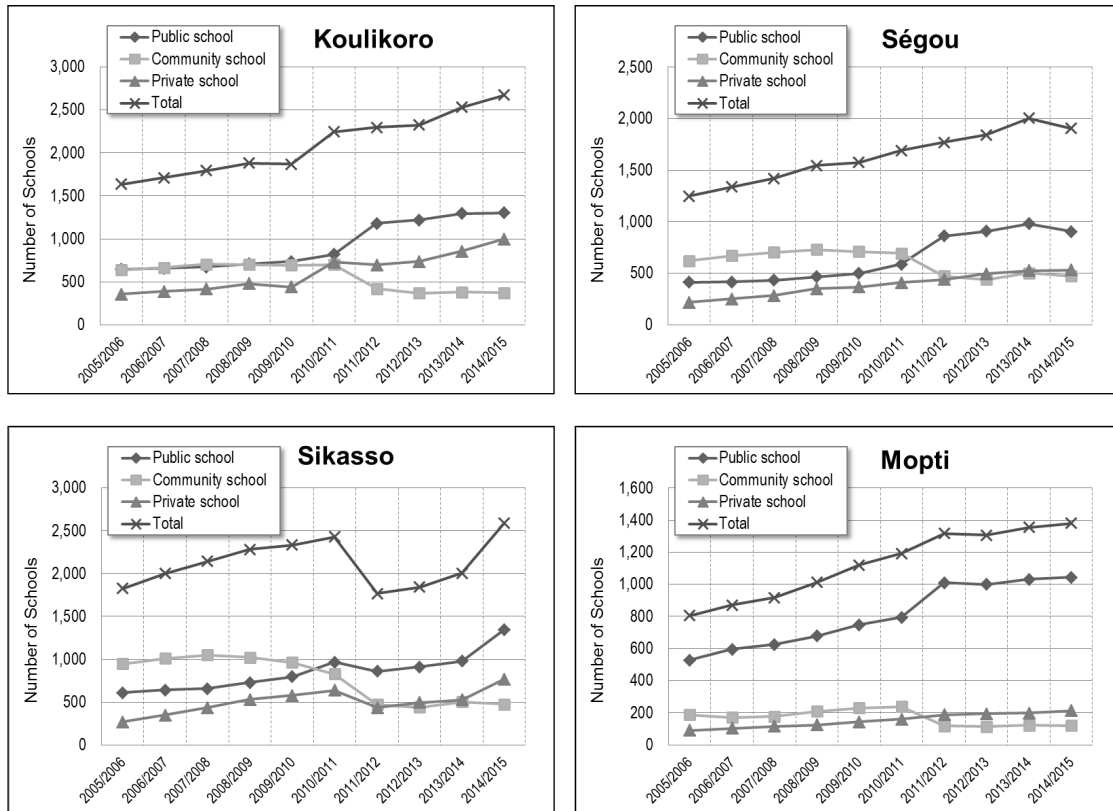 Koulikoro
Public school
Community school
Private school
Total
Number of Schools
3,000
2,500
2,000
1,500
1,000
500
0
2005/2006
2006/2007
2007/2008
2008/2009
2009/2010
2010/2011
2011/2012
2012/2013
2013/2014
2014/2015
Ségou
Public school
Community school
Private school
Total
Number of Schools
2,500
2,000
1,500
1,000
500
0
2005/2006
2006/2007
2007/2008
2008/2009
2009/2010
2010/2011
2011/2012
2012/2013
2013/2014
2014/2015
Sikasso
Public school
Community school
Private school
Total
Number of Schools
3,000
2,500
2,000
1,500
1,000
500
0
2005/2006
2006/2007
2007/2008
2008/2009
2009/2010
2010/2011
2011/2012
2012/2013
2013/2014
2014/2015
Mopti
Public school
Community school
Private school
Total
Number of Schools
1,600
1,400
1,200
1,000
800
600
400
200
0
2005/2006
2006/2007
2007/2008
2008/2009
2009/2010
2010/2011
2011/2012
2012/2013
2013/2014
2014/2015